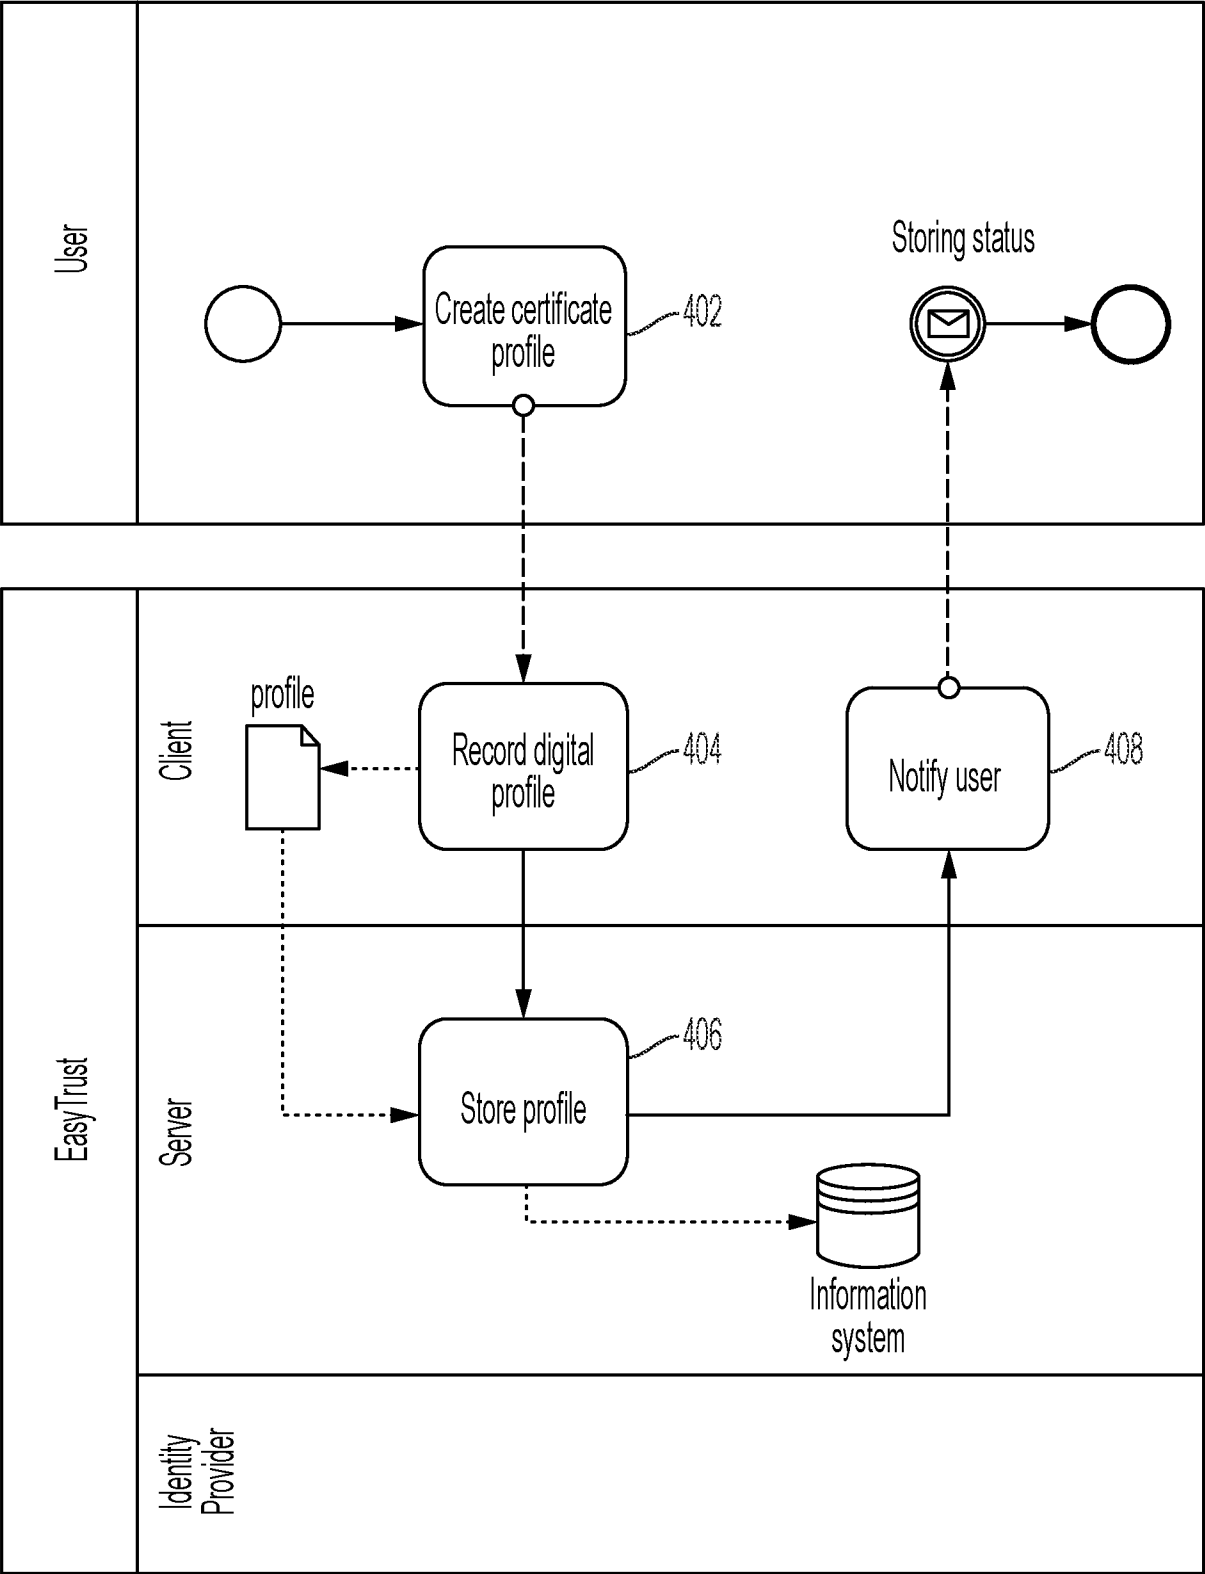 User
Create certificate
profile
402
Storing status
EasyTrust
Client
profile
Record digital
profile
404
Notify user
408
Server
Store profile
406
Information
system
Identity
Provider